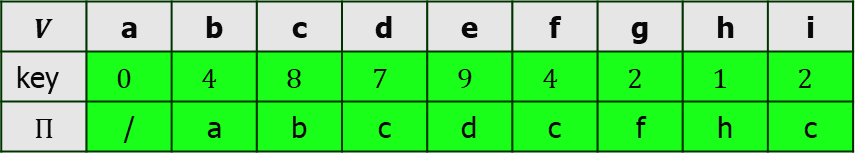 V a b c d e f g h i
key 0 4 8 7 9 4 2 1 2
Π / a b c d c f h c